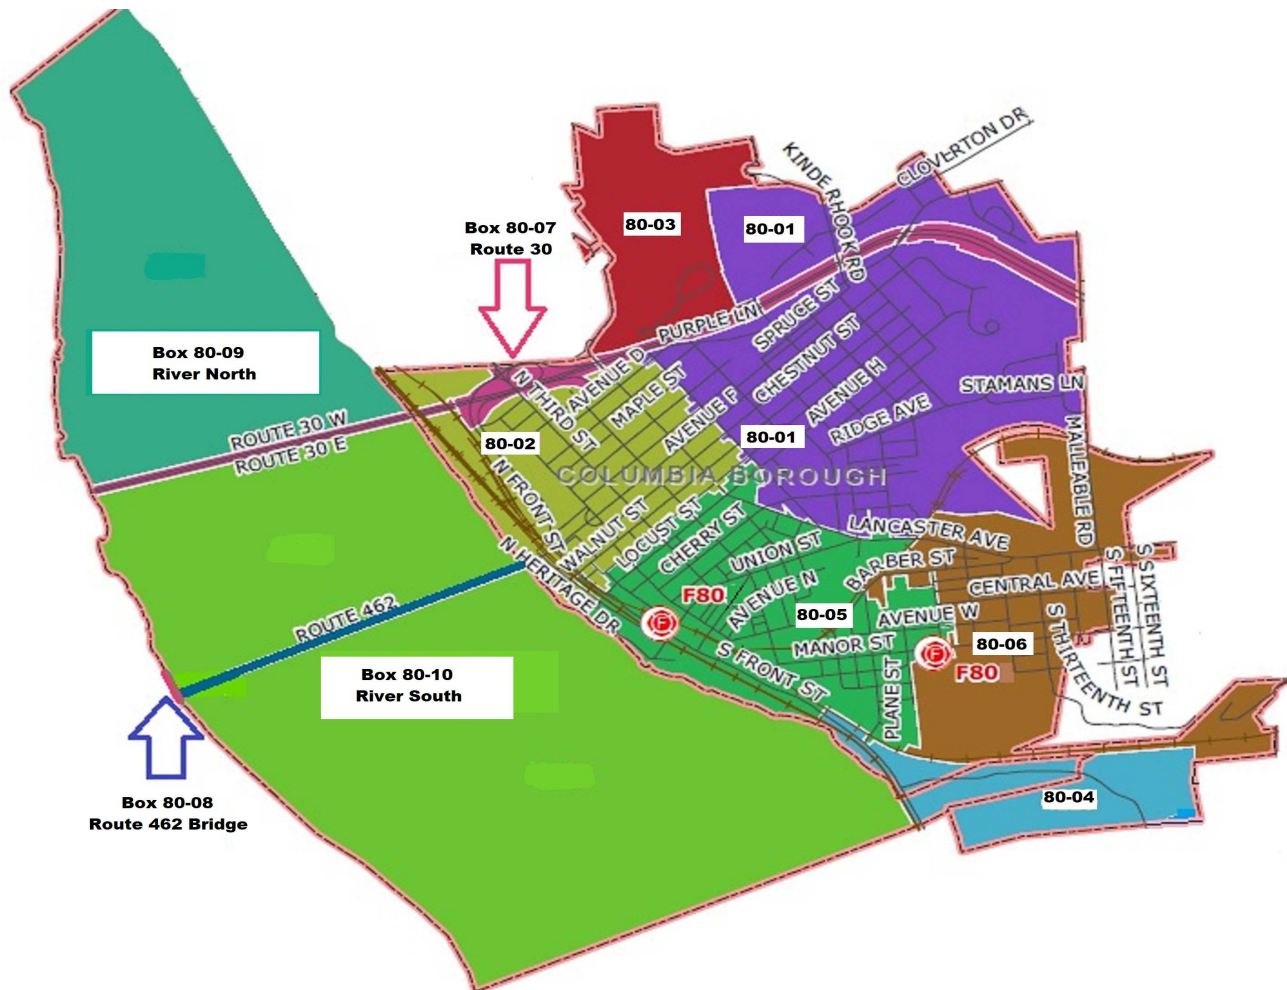 CLOVERTON DR
KINDERHOOK RD
80-03
80-01
Box 80-07
Route 30
PURPLE LN
SPRUCE ST
Box 80-09
River North
AVENUE D
MAPLE ST
CHESTNUT ST
AVENUE H
STAMANS LN
N THIRD ST
AVENUE F
RIDGE AVE
ROUTE 30 W
ROUTE 30 E
80-02
80-01
MALLEABLE RD
COLUMBIA BOROUGH
N FRONT ST
WALNUT ST
LOCUST ST
CHERRY ST
UNION ST
LANCASTER AVE
BARBER ST
N HERITAGE DR
CENTRAL AVE
S FIFTEENTH ST
S SIXTEENTH ST
ROUTE 462
F80
AVENUE N
80-05
AVENUE W
MANOR ST
80-06
S THIRTEENTH ST
F
F
F80
S FRONT ST
PLANE ST
Box 80-10
River South
Box 80-08
Route 462 Bridge
80-04